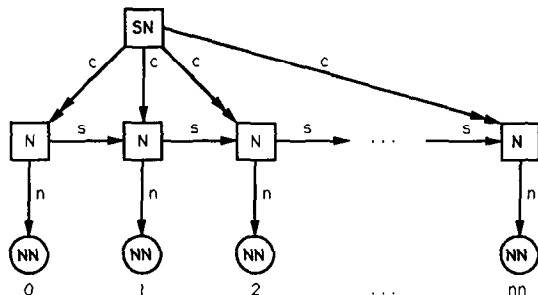 SN
c c c c
N s N s N s ... s N
n n n n
NN NN NN NN
0 1 2 ... nn